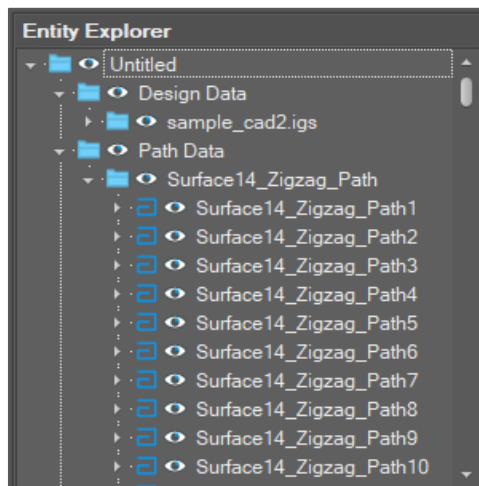 Entity Explorer
Untitled
Design Data
sample_cad2.igs
Path Data
Surface14_Zigzag_Path
Surface14_Zigzag_Path1
Surface14_Zigzag_Path2
Surface14_Zigzag_Path3
Surface14_Zigzag_Path4
Surface14_Zigzag_Path5
Surface14_Zigzag_Path6
Surface14_Zigzag_Path7
Surface14_Zigzag_Path8
Surface14_Zigzag_Path9
Surface14_Zigzag_Path10